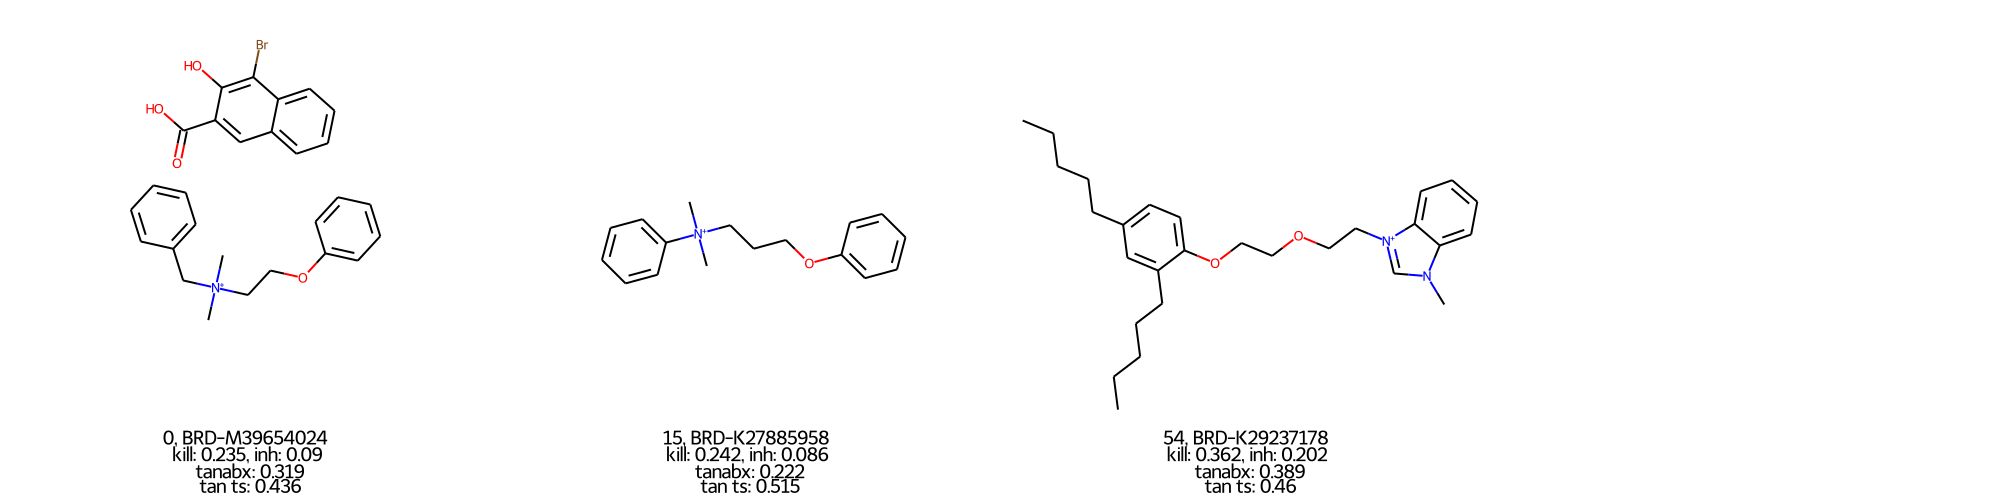 Br
HO
HO
O
N+
O
N+
O
O
O
N+
N
0, BRD-M39654024
kill: 0.235, inh: 0.09
tanabx: 0.319
tan ts: 0.436
15, BRD-K27885958
kill: 0.242, inh: 0.086
tanabx: 0.222
tan ts: 0.515
54, BRD-K29237178
kill: 0.362, inh: 0.202
tanabx: 0.389
tan ts: 0.46